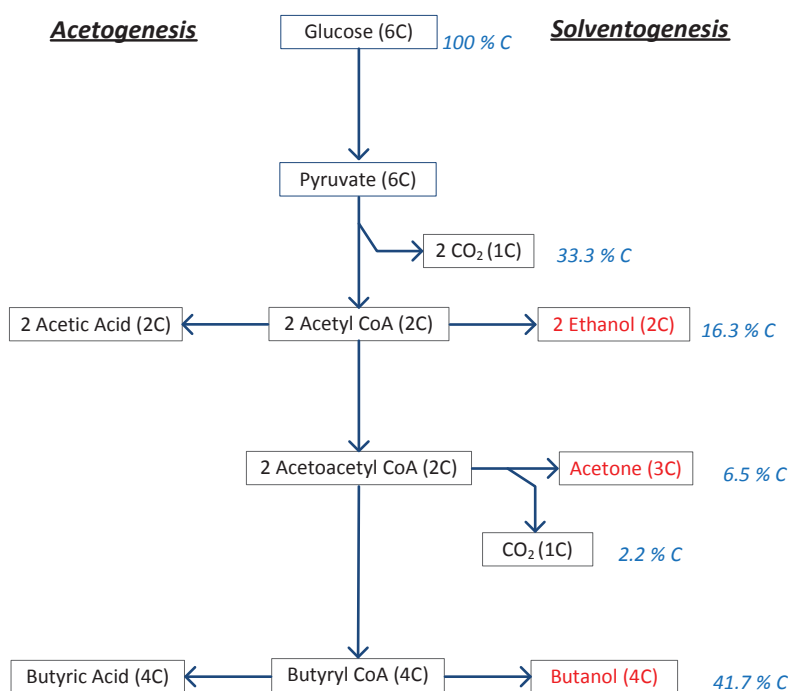 Acetogenesis
Glucose (6C)
100 % C
Solventogenesis
Pyruvate (6C)
2 CO₂ (1C)
33.3 % C
2 Acetic Acid (2C)
2 Acetyl CoA (2C)
2 Ethanol (2C)
16.3 % C
2 Acetoacetyl CoA (2C)
Acetone (3C)
6.5 % C
CO₂ (1C)
2.2 % C
Butyric Acid (4C)
Butyryl CoA (4C)
Butanol (4C)
41.7 % C